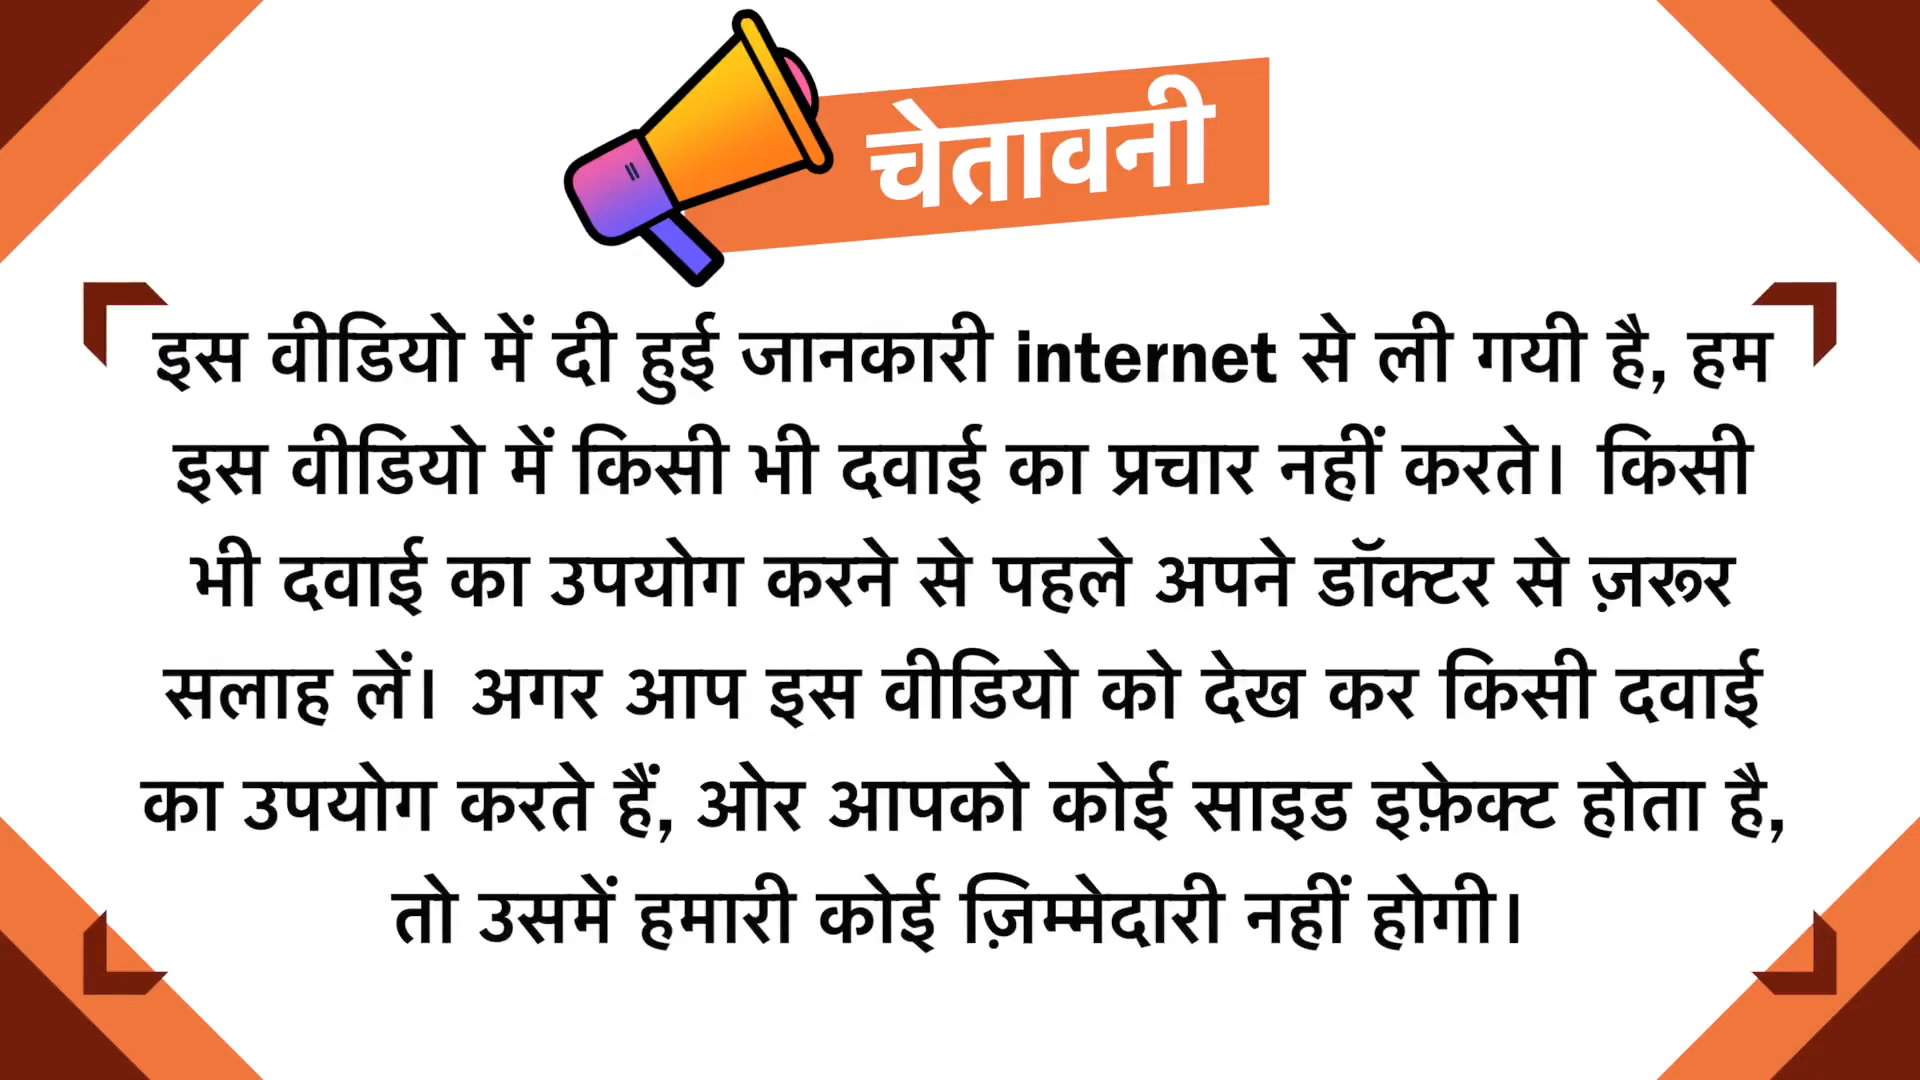 चेतावनी
इस वीडियो में दी हुई जानकारी internet से ली गयी है, हम
इस वीडियो में किसी भी दवाई का प्रचार नहीं करते। किसी
भी दवाई का उपयोग करने से पहले अपने डॉक्टर से ज़रूर
सलाह लें। अगर आप इस वीडियो को देख कर किसी दवाई
का उपयोग करते हैं, ओर आपको कोई साइड इफ़ेक्ट होता है,
तो उसमें हमारी कोई ज़िम्मेदारी नहीं होगी।